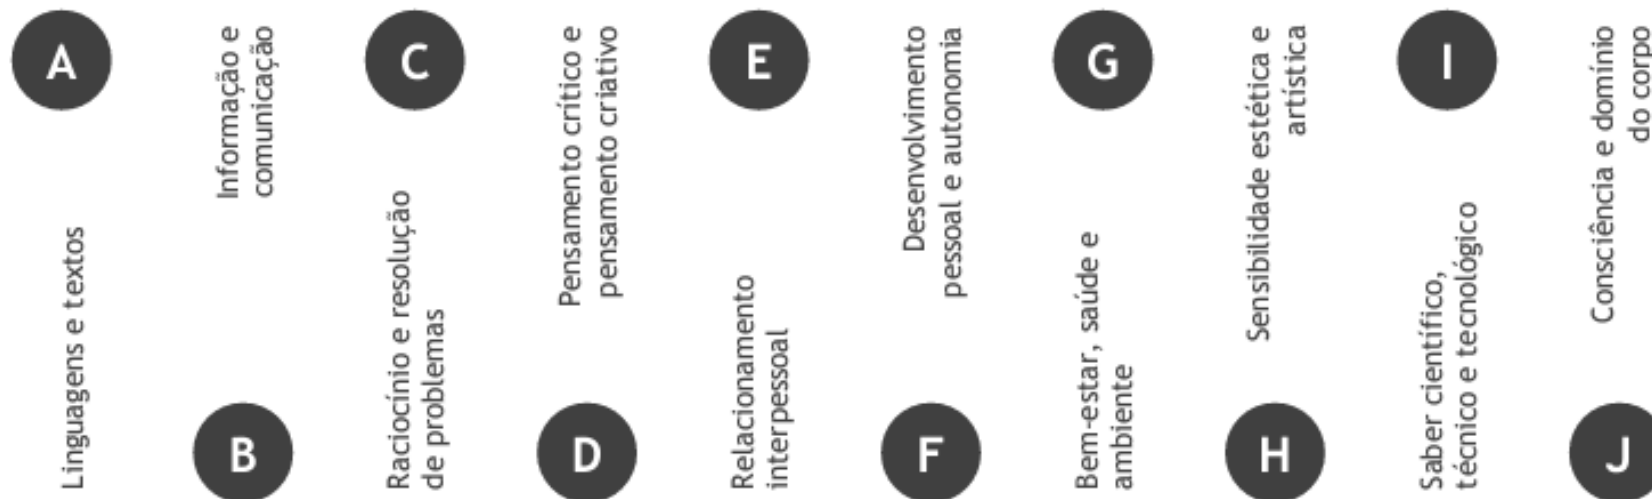 A
Linguagens e textos
B
Informação e
comunicação
C
Raciocínio e resolução
de problemas
D
Pensamento crítico e
pensamento criativo
E
Relacionamento
interpessoal
F
Desenvolvimento
pessoal e autonomia
G
Bem-estar, saúde e
ambiente
H
Sensibilidade estética e
artística
I
Saber científico,
técnico e tecnológico
J
Consciência e domínio
do corpo